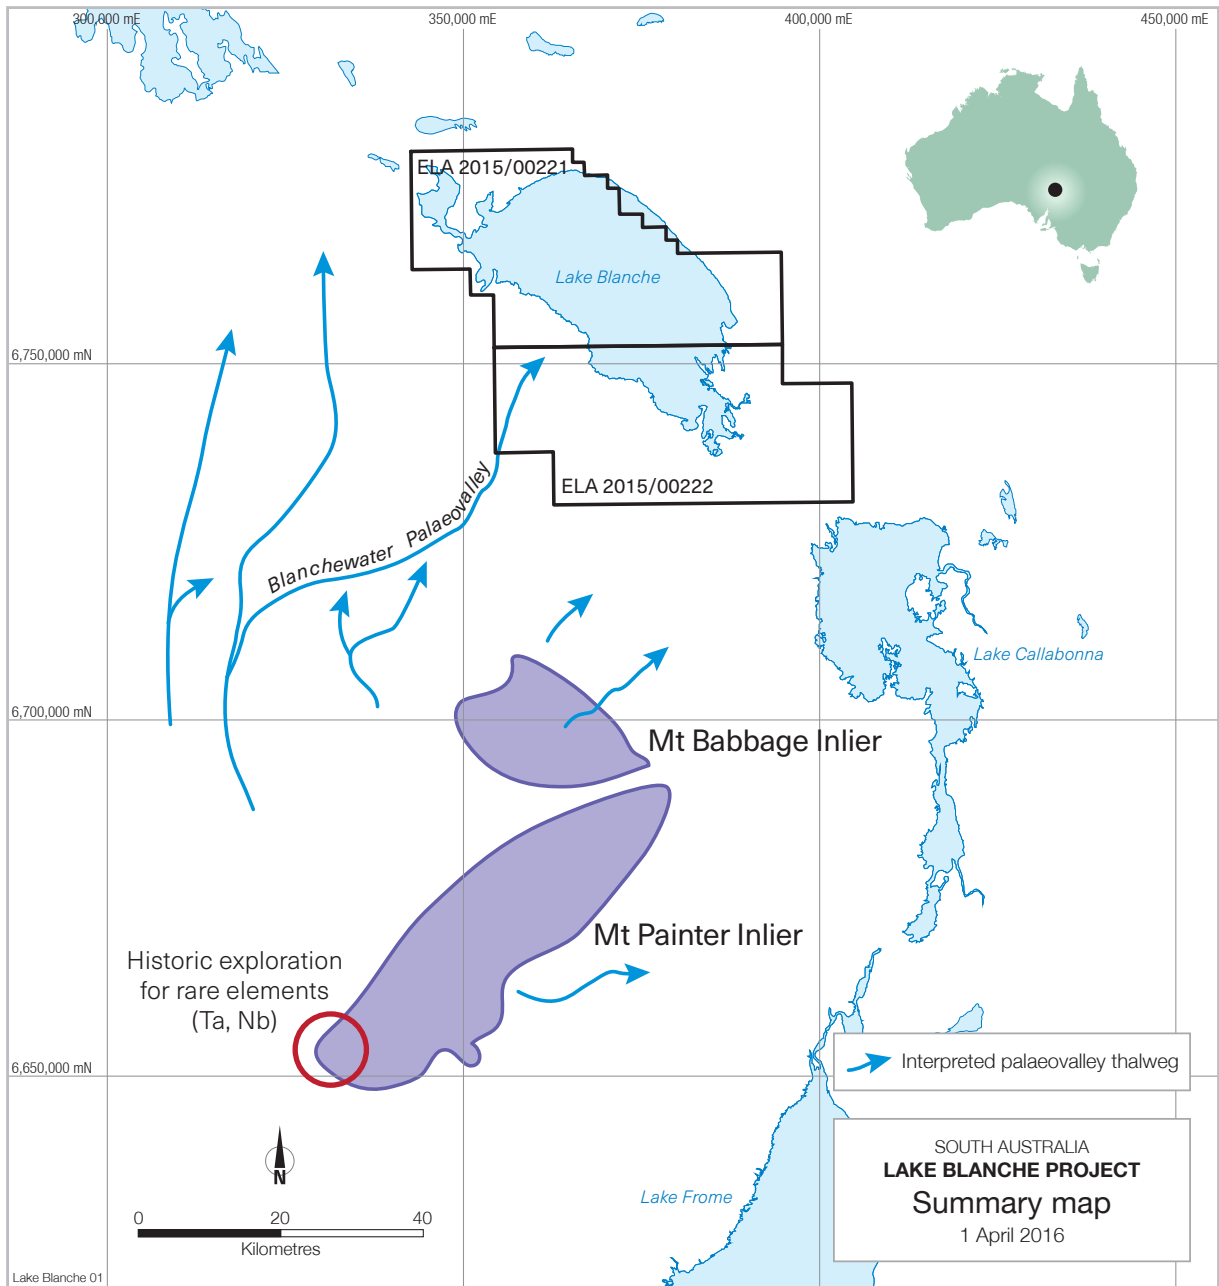 300,000 mE
350,000 mE
400,000 mE
450,000 mE
ELA 2015/00221
Lake Blanche
6,750,000 mN
Blanchewater Palaeovalley
ELA 2015/00222
Lake Callabonna
6,700,000 mN
Mt Babbage Inlier
Mt Painter Inlier
Historic exploration
for rare elements
(Ta, Nb)
6,650,000 mN
Interpreted palaeovalley thalweg
N
SOUTH AUSTRALIA
LAKE BLANCHE PROJECT
Summary map
1 April 2016
Lake Frome
0 20 40
Kilometres
Lake Blanche 01